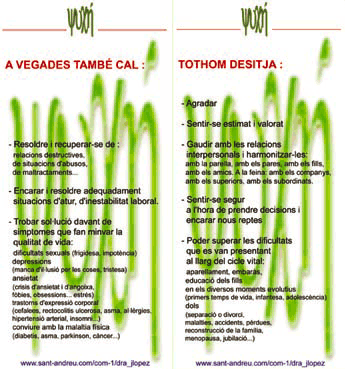 ψυχή
A VEGADES TAMBÉ CAL :
- Resoldre i recuperar-se de :
relacions destructives,
de situacions d'abusos,
de maltractaments...
- Encarar i resoldre adequadament
situacions d'atur, d'inestabilitat laboral.
- Trobar sol·lució davant de
simptomes que fan minvar la
qualitat de vida:
dificultats sexuals (frigidesa, impotència)
depressions
(manca d'il·lusió per les coses, tristesa)
ansietat
(crisis d'ansietat i d'angoixa,
fòbies, obsessions... estrés)
trastorns d'expressió corporal
(cefalees, rectocolitis ulcerosa, asma, al·lèrgies,
hipertensió arterial, insomni...)
conviure amb la malaltia física
(diabetis, asma, parkinson, càncer...)
www.sant-andreu.com/com-1/dra_jlopez
ψυχή
TOTHOM DESITJA :
- Agradar
- Sentir-se estimat i valorat
- Gaudir amb les relacions
interpersonals i harmonitzar-les:
amb la parella, amb els pares, amb els fills,
amb els amics. A la feina: amb els companys,
amb els superiors, amb els subordinats.
- Sentir-se segur
a l'hora de prendre decisions i
encarar nous reptes
- Poder superar les dificultats
que es van presentant
al llarg del cicle vital:
aparellament, embaràs,
educació dels fills
en els diversos moments evolutius
(primers temps de vida, infantesa, adolescència)
dols
(separació o divorci,
malalties, accidents, pérdues,
reconstrucció de la família,
menopausa, jubilació...)
www.sant-andreu.com/com-1/dra_jlopez